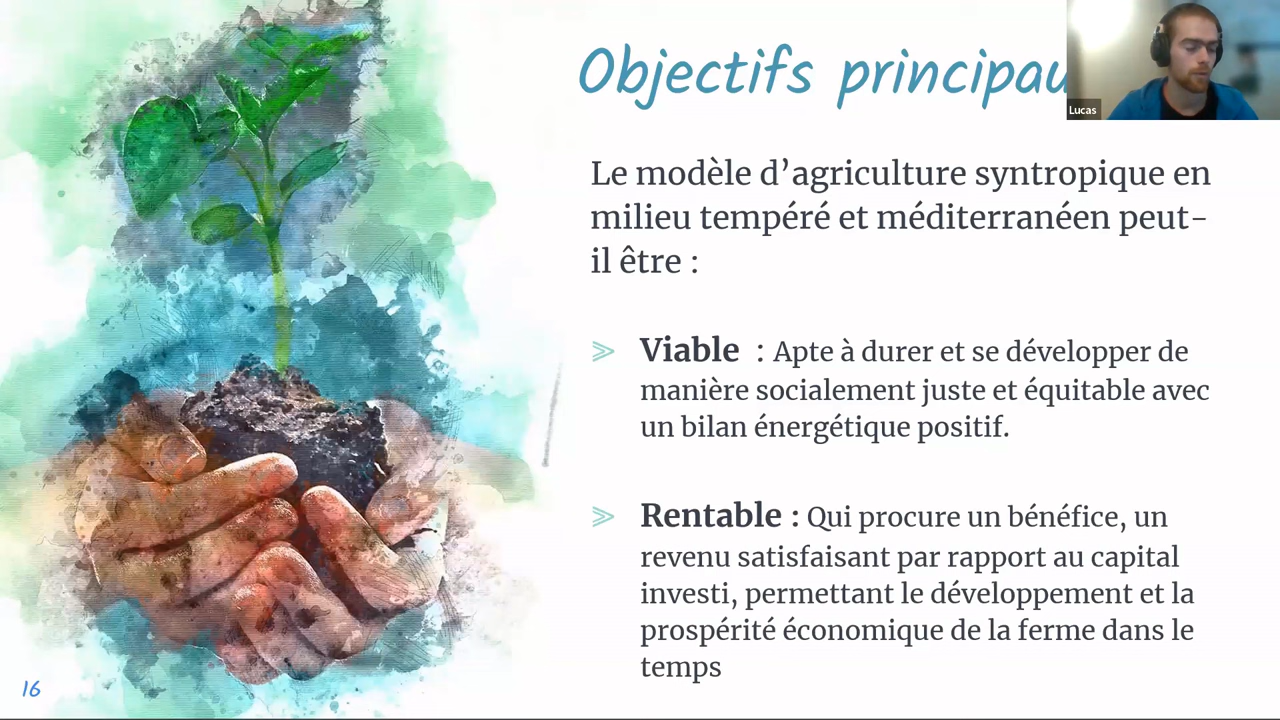 Objectifs principau
Lucas
Le modèle d’agriculture syntropique en
milieu tempéré et méditerranéen peut-
il être :
Viable : Apte à durer et se développer de
manière socialement juste et équitable avec
un bilan énergétique positif.
Rentable : Qui procure un bénéfice, un
revenu satisfaisant par rapport au capital
investi, permettant le développement et la
prospérité économique de la ferme dans le
temps
16